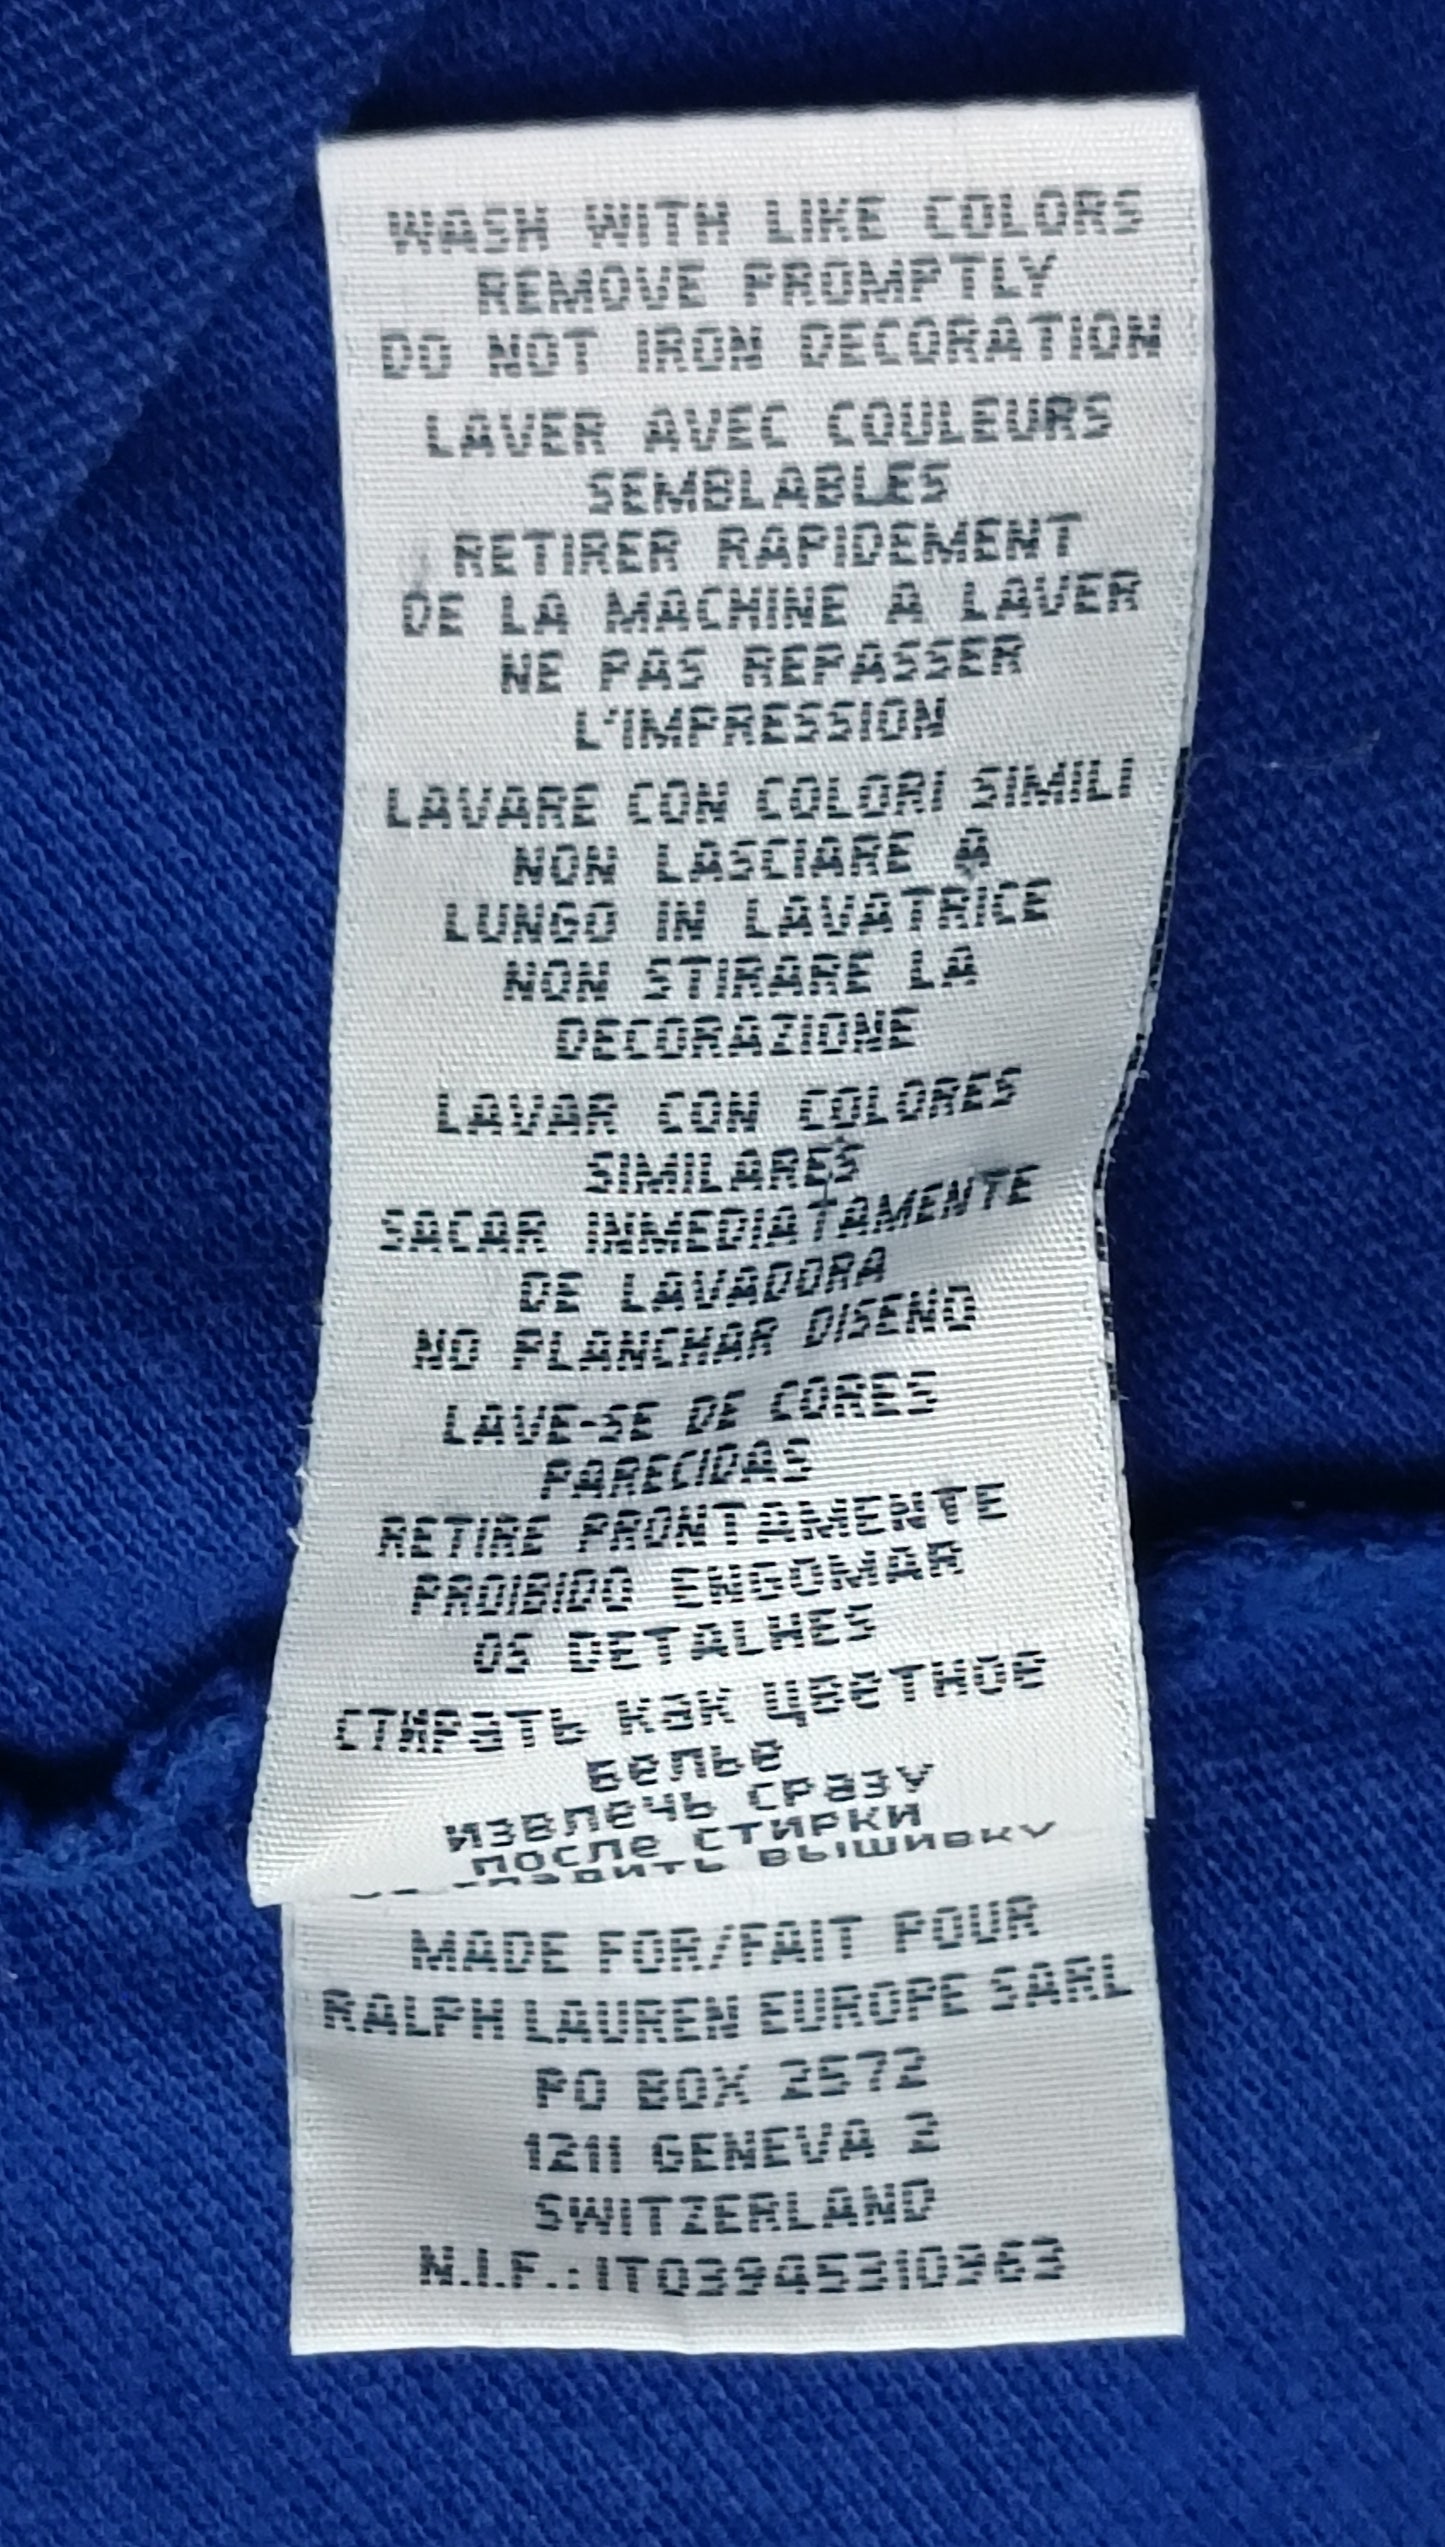 WASH WITH LIKE COLORS
REMOVE PROMPTLY
DO NOT IRON DECORATION
LAVER AVEC COULEURS
SEMBLABLES
RETIRER RAPIDEMENT
DE LA MACHINE A LAVER
NE PAS REPASSER
L'IMPRESSION
LAVARE CON COLORI SIMILI
NON LASCIARE A
LUNGO IN LAVATRICE
NON STIRARE LA
DECORAZIONE
LAVAR CON COLORES
SIMILARES
SACAR INMEDIATAMENTE
DE LAVADORA
NO PLANCHAR DISENO
LAVE-SE DE CORES
PARECIDAS
RETIRE PRONTAMENTE
PROIBIDO ENGOMAR
OS DETALHES
СТИРать как цветное
белье
извлечь сразу
после стирки
вышивку
MADE FOR/FAIT POUR
RALPH LAUREN EUROPE SARL
PO BOX 2572
1211 GENEVA 2
SWITZERLAND
N.I.F.:IT03945310963